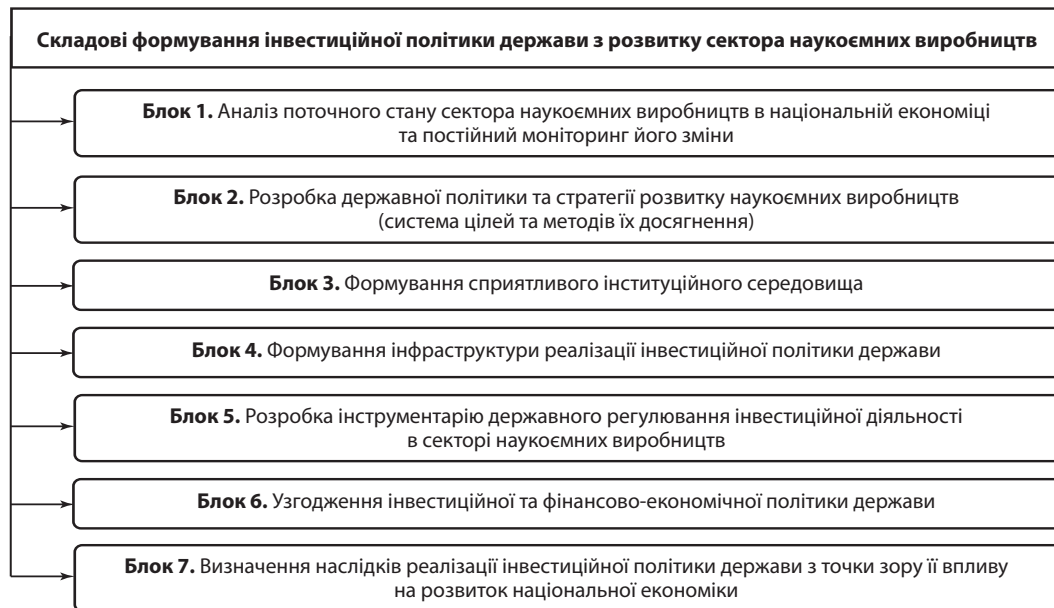 Складові формування інвестиційної політики держави з розвитку сектора наукоємних виробництв
Блок 1. Аналіз поточного стану сектора наукоємних виробництв в національній економіці
та постійний моніторинг його зміни
Блок 2. Розробка державної політики та стратегії розвитку наукоємних виробництв
(система цілей та методів їх досягнення)
Блок 3. Формування сприятливого інституційного середовища
Блок 4. Формування інфраструктури реалізації інвестиційної політики держави
Блок 5. Розробка інструментарію державного регулювання інвестиційної діяльності
в секторі наукоємних виробництв
Блок 6. Узгодження інвестиційної та фінансово-економічної політики держави
Блок 7. Визначення наслідків реалізації інвестиційної політики держави з точки зору її впливу
на розвиток національної економіки